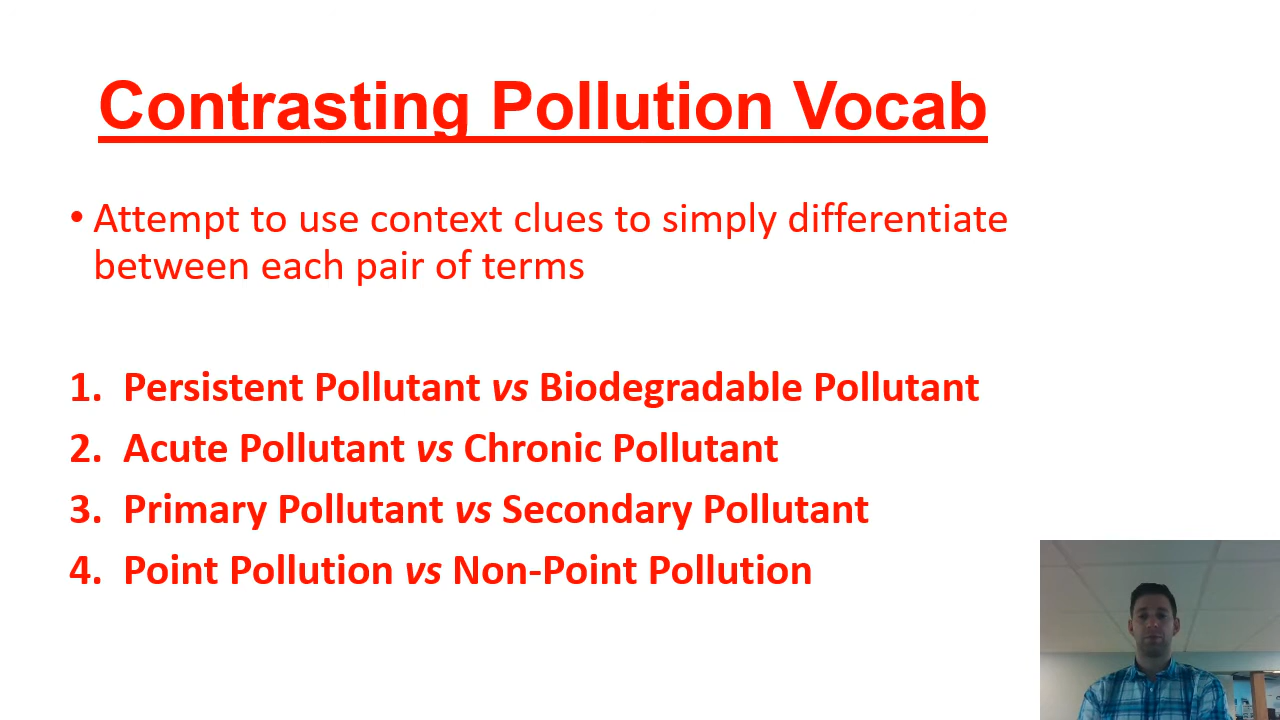 Contrasting Pollution Vocab
• Attempt to use context clues to simply differentiate
between each pair of terms
1. Persistent Pollutant vs Biodegradable Pollutant
2. Acute Pollutant vs Chronic Pollutant
3. Primary Pollutant vs Secondary Pollutant
4. Point Pollution vs Non-Point Pollution